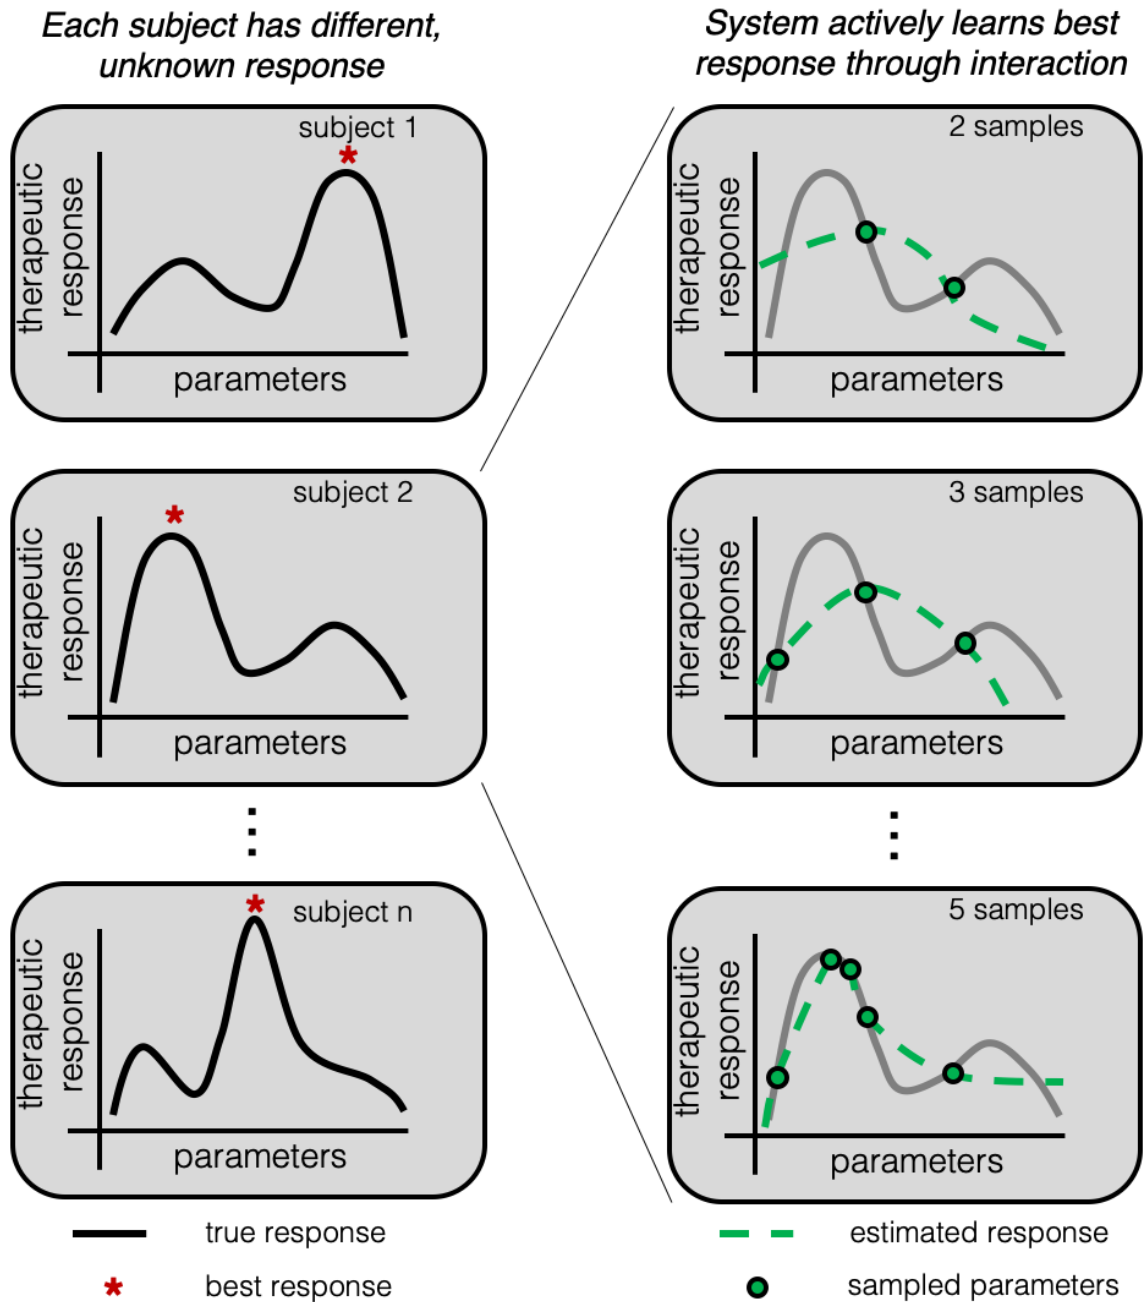 Each subject has different,
unknown response
subject 1
*
therapeutic
response
parameters
subject 2
*
therapeutic
response
parameters
subject n
*
therapeutic
response
parameters
true response
* best response
System actively learns best
response through interaction
2 samples
therapeutic
response
parameters
3 samples
therapeutic
response
parameters
5 samples
therapeutic
response
parameters
estimated response
sampled parameters